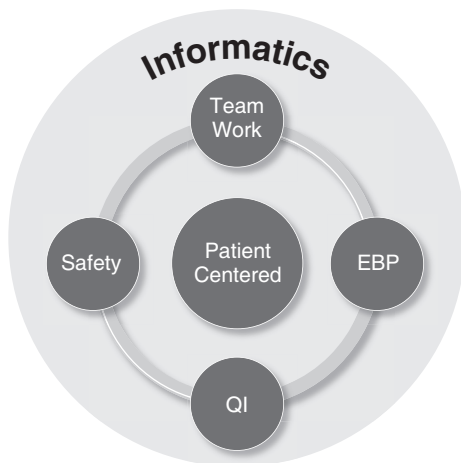 Informatics
Team
Work
Safety
Patient
Centered
EBP
QI